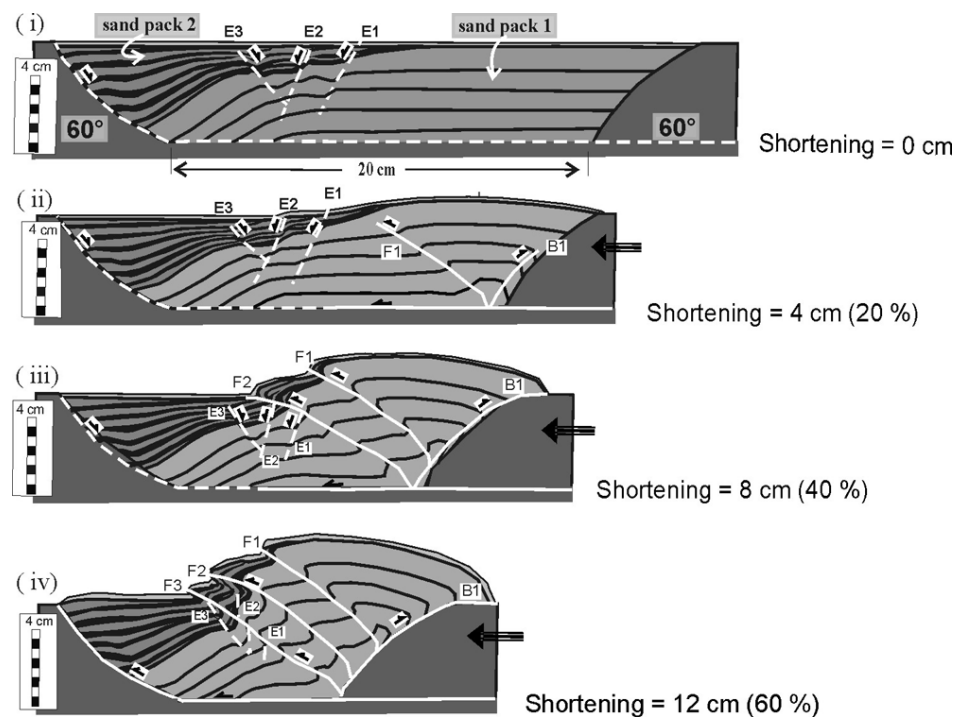 ( i )
sand pack 2
E3
E2
E1
sand pack 1
4 cm
60°
60°
Shortening = 0 cm
20 cm
( ii )
E3
E2
E1
4 cm
F1
B1
Shortening = 4 cm (20 %)
( iii )
F1
F2
B1
4 cm
E3
E1
E2
Shortening = 8 cm (40 %)
( iv )
F1
F2
F3
B1
4 cm
E2
E3
E1
Shortening = 12 cm (60 %)